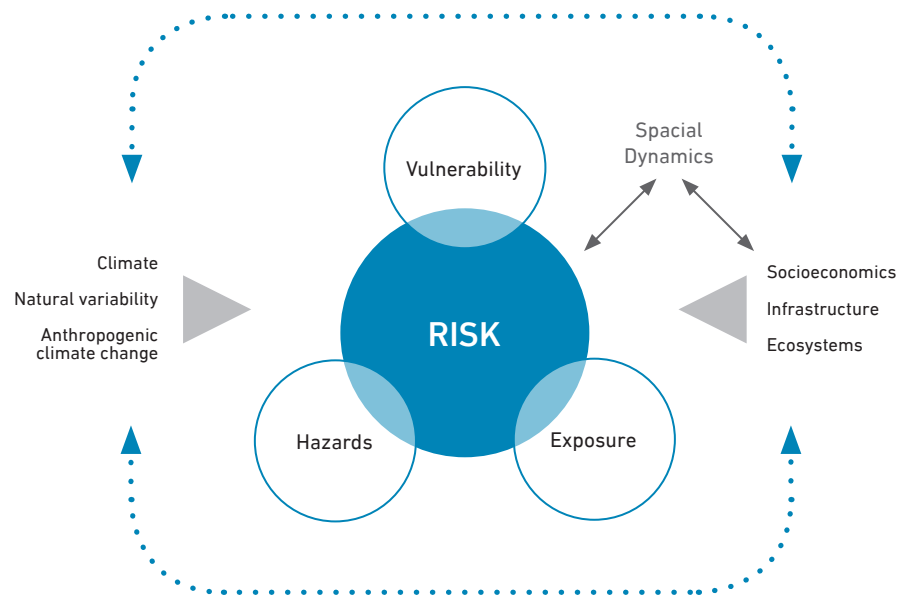 Spacial
Dynamics
Vulnerability
Climate
Natural variability
Anthropogenic
climate change
RISK
Socioeconomics
Infrastructure
Ecosystems
Hazards
Exposure